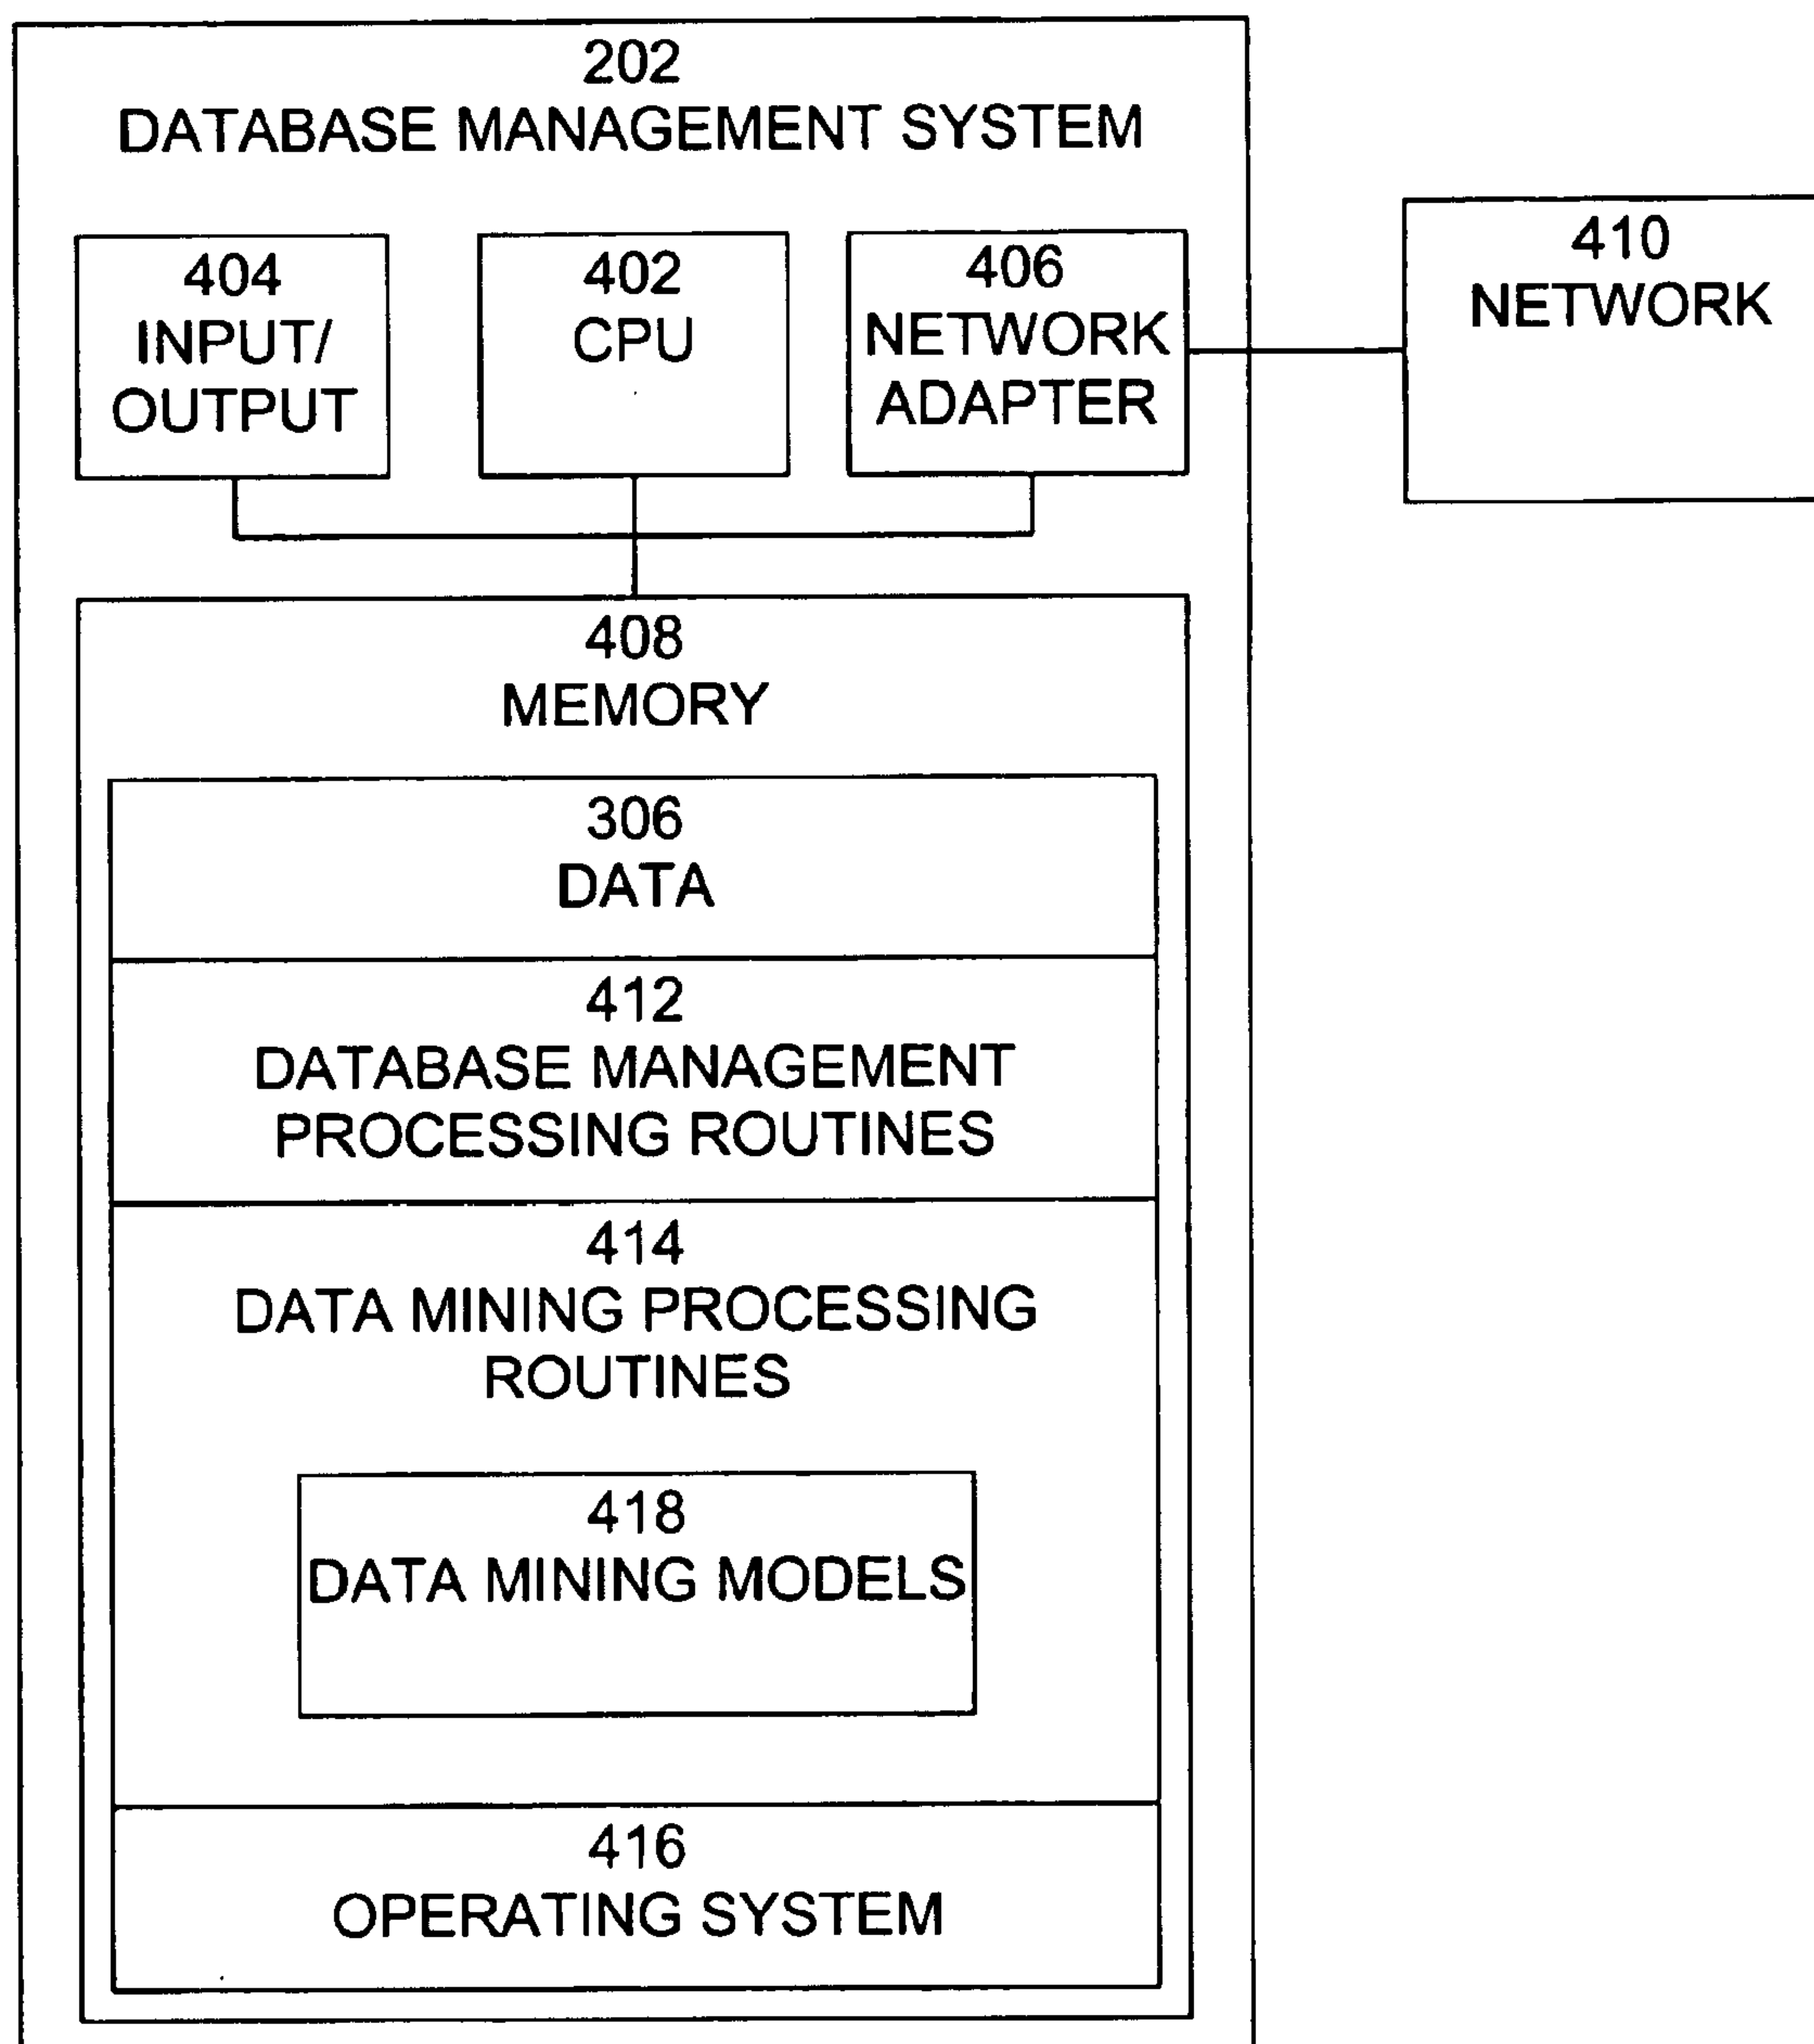 202
DATABASE MANAGEMENT SYSTEM
404
INPUT/
OUTPUT
402
CPU
406
NETWORK
ADAPTER
410
NETWORK
408
MEMORY
306
DATA
412
DATABASE MANAGEMENT
PROCESSING ROUTINES
414
DATA MINING PROCESSING
ROUTINES
418
DATA MINING MODELS
416
OPERATING SYSTEM